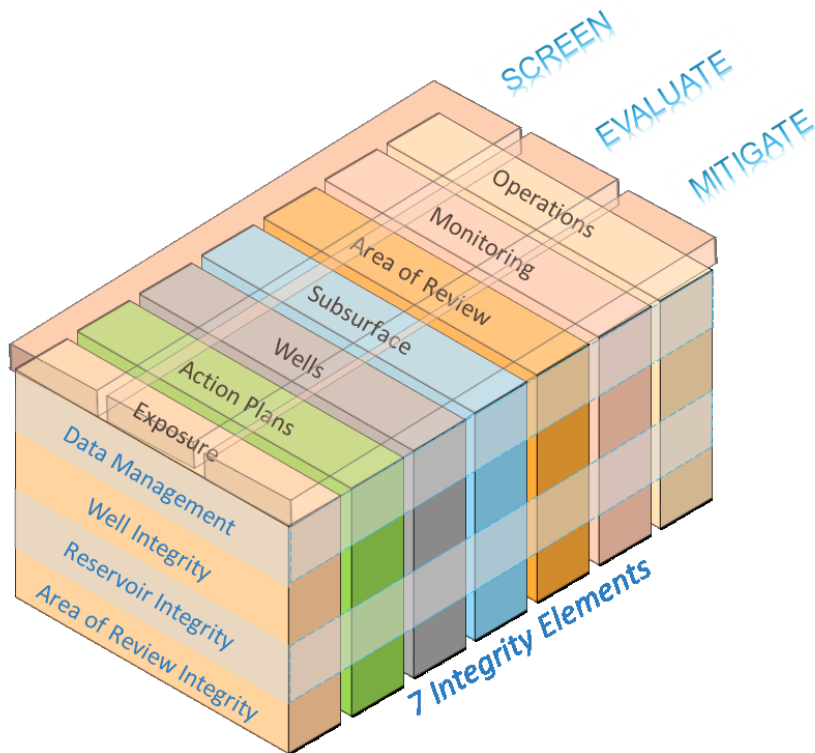 SCREEN
EVALUATE
MITIGATE
Operations
Monitoring
Area of Review
Subsurface
Wells
Action Plans
Exposure
Data Management
Well Integrity
Reservoir Integrity
Area of Review Integrity
7 Integrity Elements